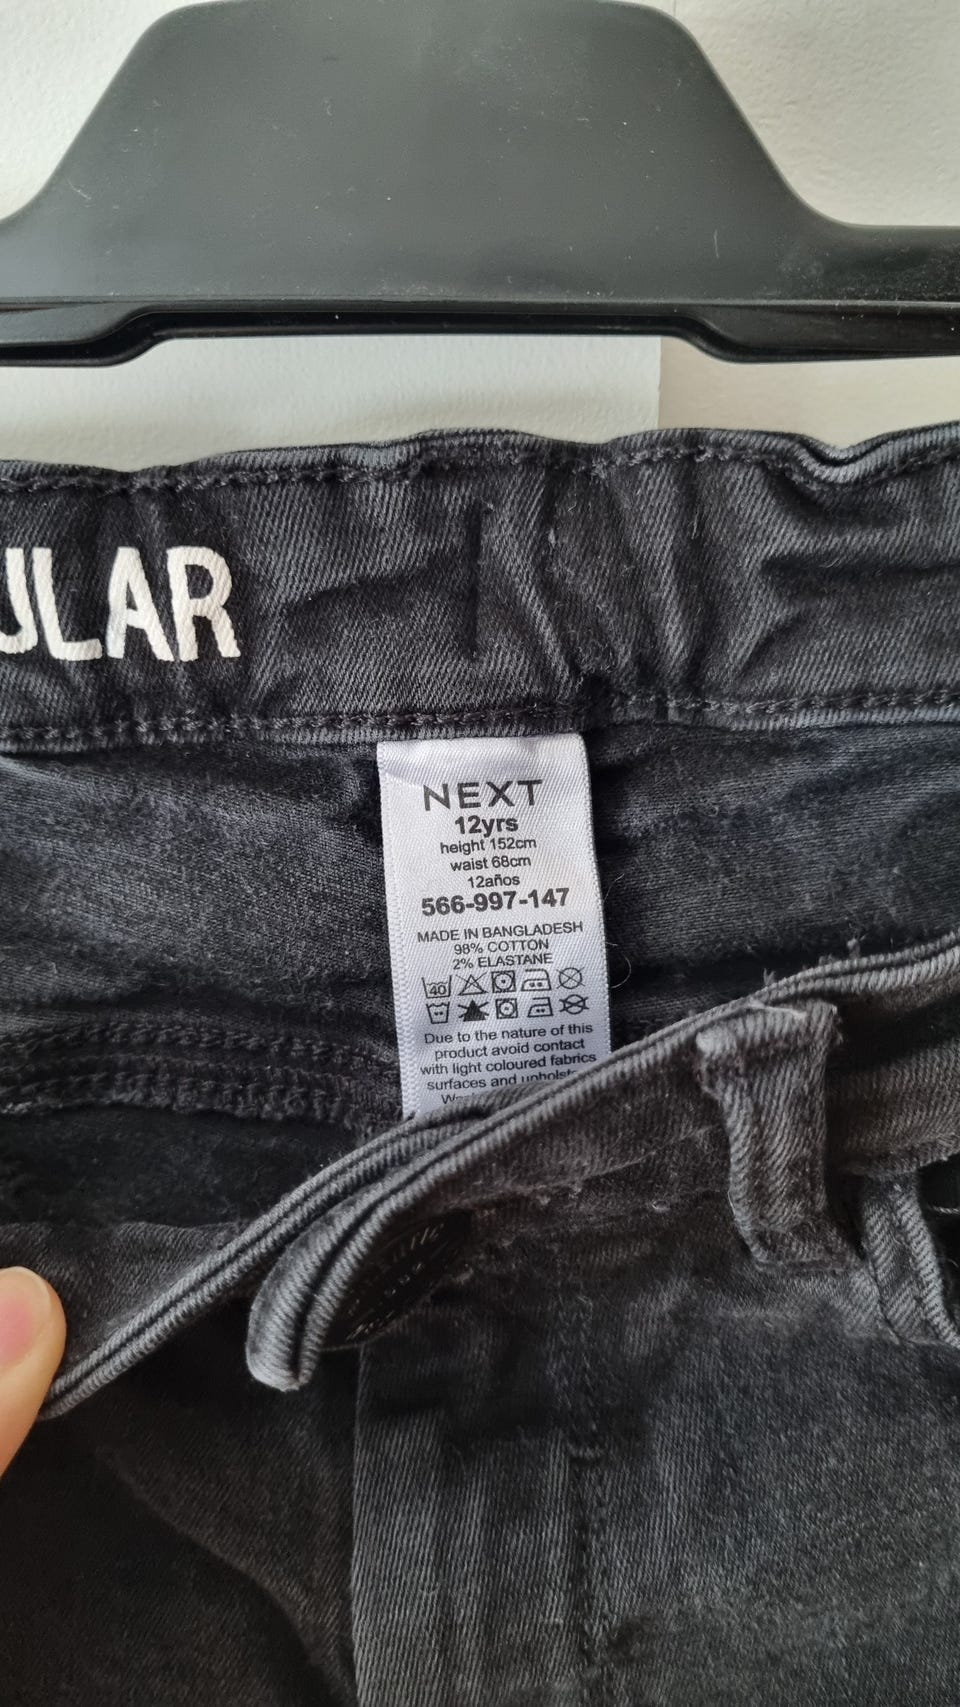 ULAR
NEXT
12yrs
height 152cm
waist 68cm
12años
566-997-147
MADE IN BANGLADESH
98% COTTON
2% ELASTANE
40
Due to the nature of this
product avoid contact
with light coloured fabrics
surfaces and